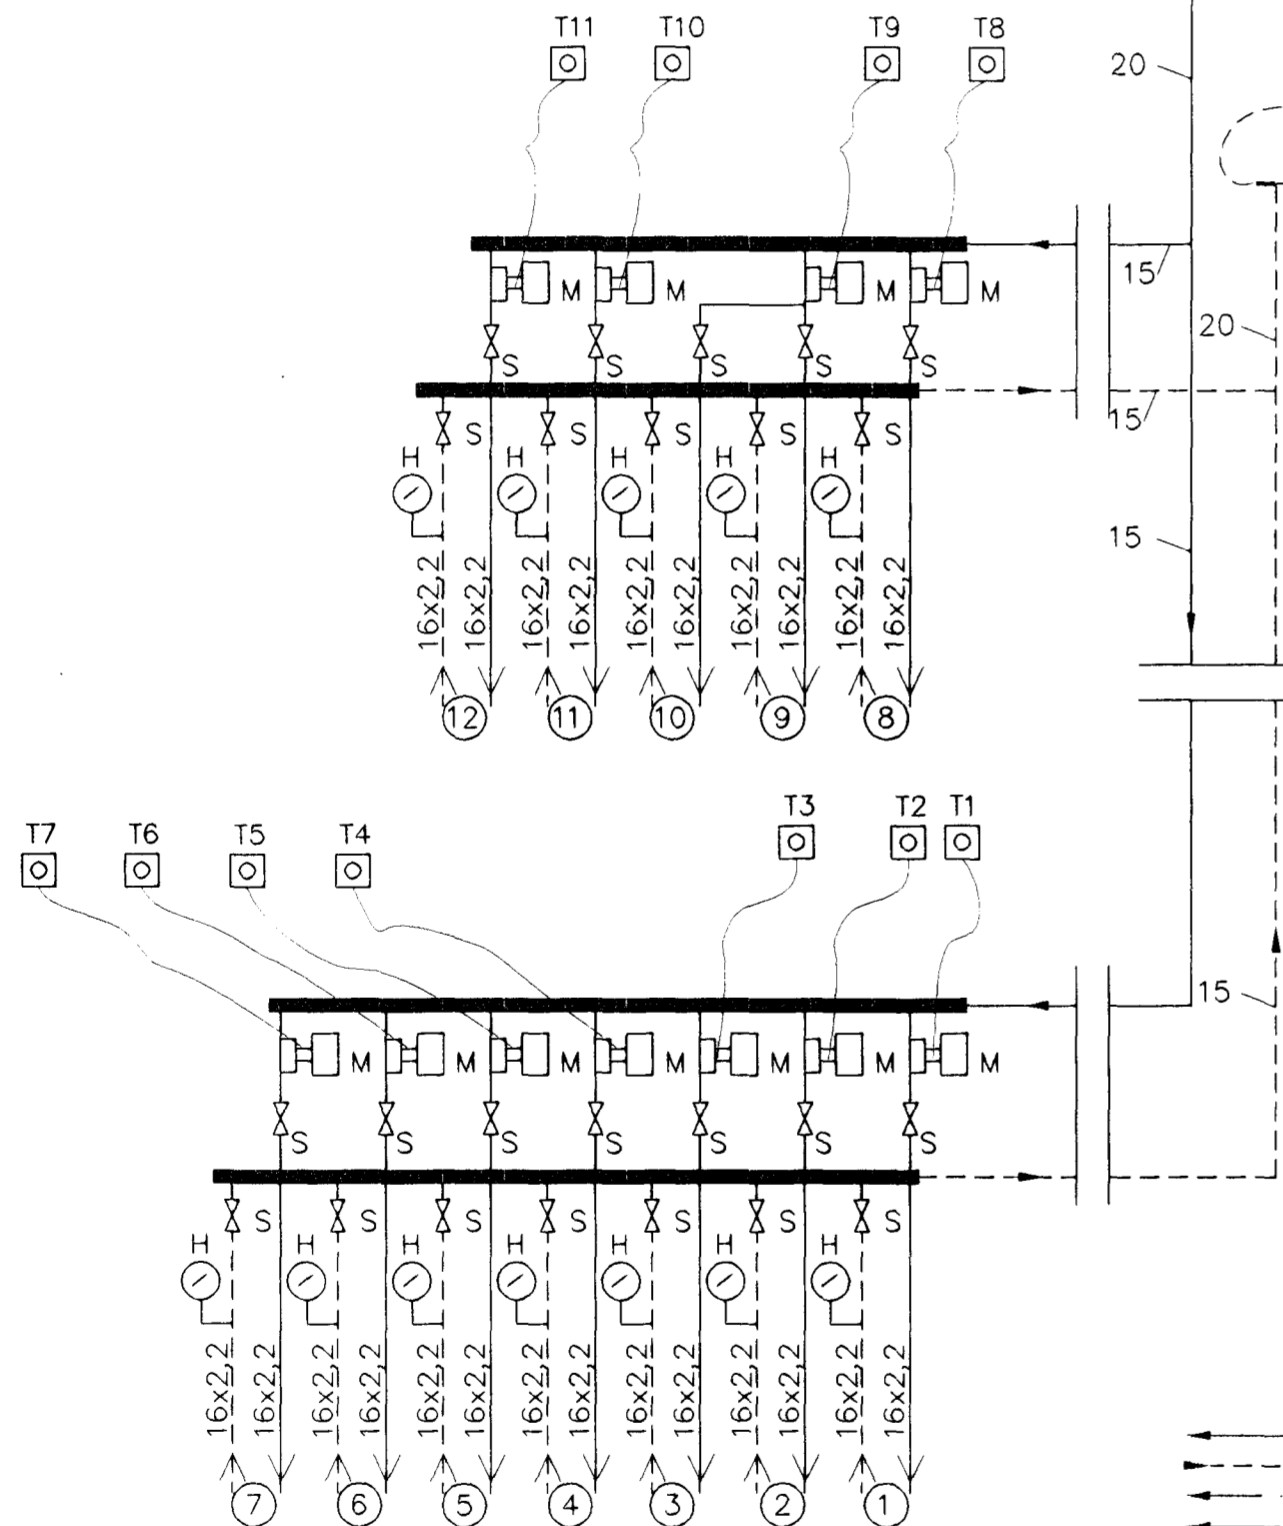 T11 T10 T9 T8
20
15
M M M M
20
S S S S
15
S S S S S
H H H H H
15
16x2,2 16x2,2 16x2,2 16x2,2 16x2,2 16x2,2 16x2,2 16x2,2 16x2,2 16x2,2
12 11 10 9 8
T3 T2 T1
T7 T6 T5 T4
15
M M M M M M M
S S S S S S S
S S S S S S S
H H H H H H H
16x2,2 16x2,2 16x2,2 16x2,2 16x2,2 16x2,2 16x2,2 16x2,2 16x2,2 16x2,2 16x2,2 16x2,2 16x2,2 16x2,2
7 6 5 4 3 2 1